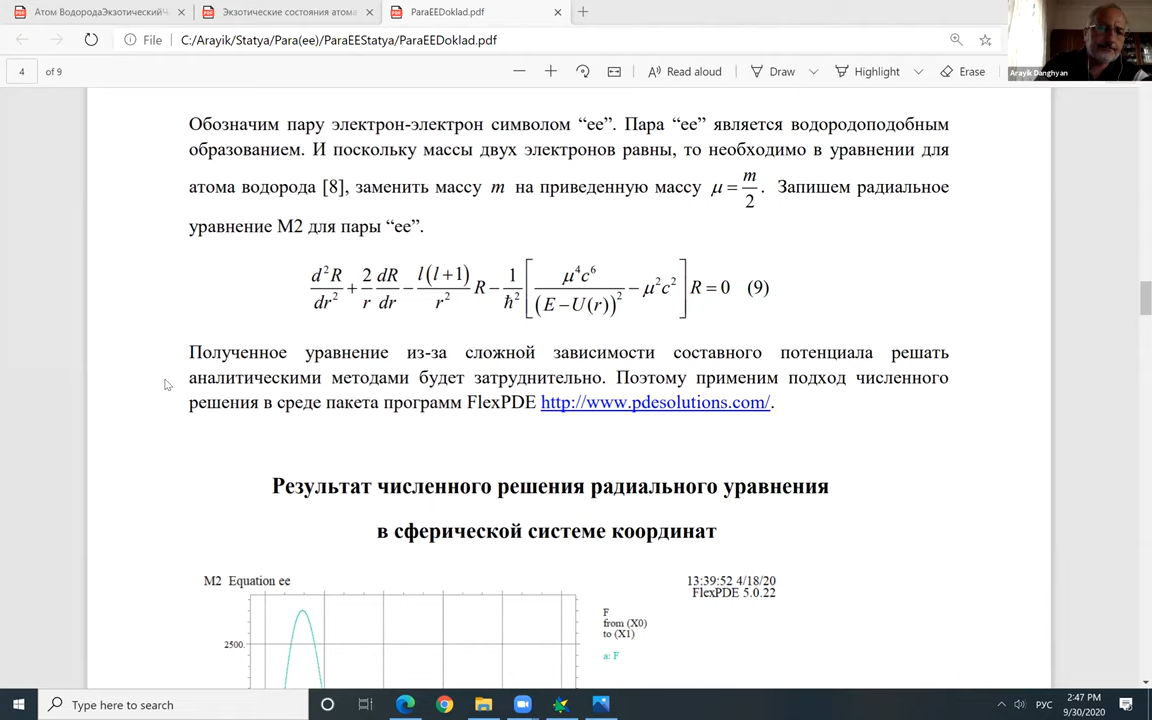 Атом ВодородаЭкзотическийЧ
Экзотические состояния атома
ParaEEDoklad.pdf
File
C:/Arayik/Statya/Para(ee)/ParaEEStatya/ParaEEDoklad.pdf
Arayik Danghyan
4 of 9
Read aloud
Draw
Highlight
Erase
Обозначим пару электрон-электрон символом “ee”. Пара “ee” является водородоподобным
образованием. И поскольку массы двух электронов равны, то необходимо в уравнении для
атома водорода [8], заменить массу m на приведенную массу μ = m/2. Запишем радиальное
уравнение М2 для пары “ee”.
d²R/dr² + 2/r dR/dr − l(l+1)/r² R − 1/ħ² [ μ⁴c⁶/(E − U(r))² − μ²c² ] R = 0 (9)
Полученное уравнение из-за сложной зависимости составного потенциала решать
аналитическими методами будет затруднительно. Поэтому применим подход численного
решения в среде пакета программ FlexPDE http://www.pdesolutions.com/.
Результат численного решения радиального уравнения
в сферической системе координат
M2 Equation ee
13:39:52 4/18/20
FlexPDE 5.0.22
F
from (X0)
to (X1)
a: F
2500.
Type here to search
РУС
2:47 PM
9/30/2020